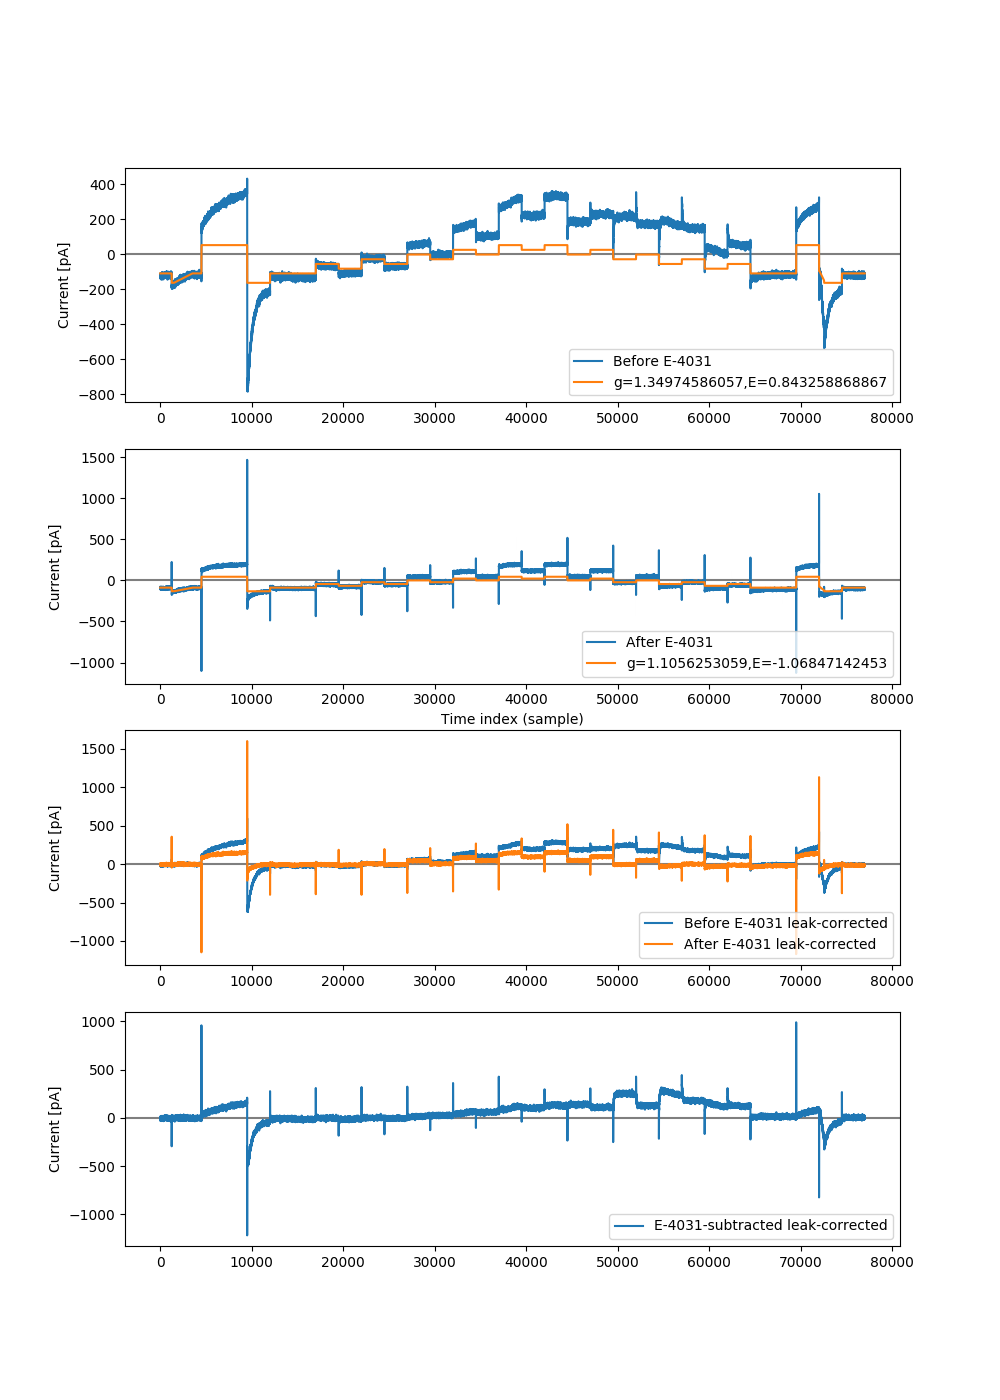 400
200
0
−200
−400
−600
−800
Current [pA]
Before E-4031
g=1.34974586057,E=0.843258868867
0 10000 20000 30000 40000 50000 60000 70000 80000
1500
1000
500
0
−500
−1000
Current [pA]
After E-4031
g=1.1056253059,E=-1.06847142453
0 10000 20000 30000 40000 50000 60000 70000 80000
Time index (sample)
1500
1000
500
0
−500
−1000
Current [pA]
Before E-4031 leak-corrected
After E-4031 leak-corrected
0 10000 20000 30000 40000 50000 60000 70000 80000
1000
500
0
−500
−1000
Current [pA]
E-4031-subtracted leak-corrected
0 10000 20000 30000 40000 50000 60000 70000 80000